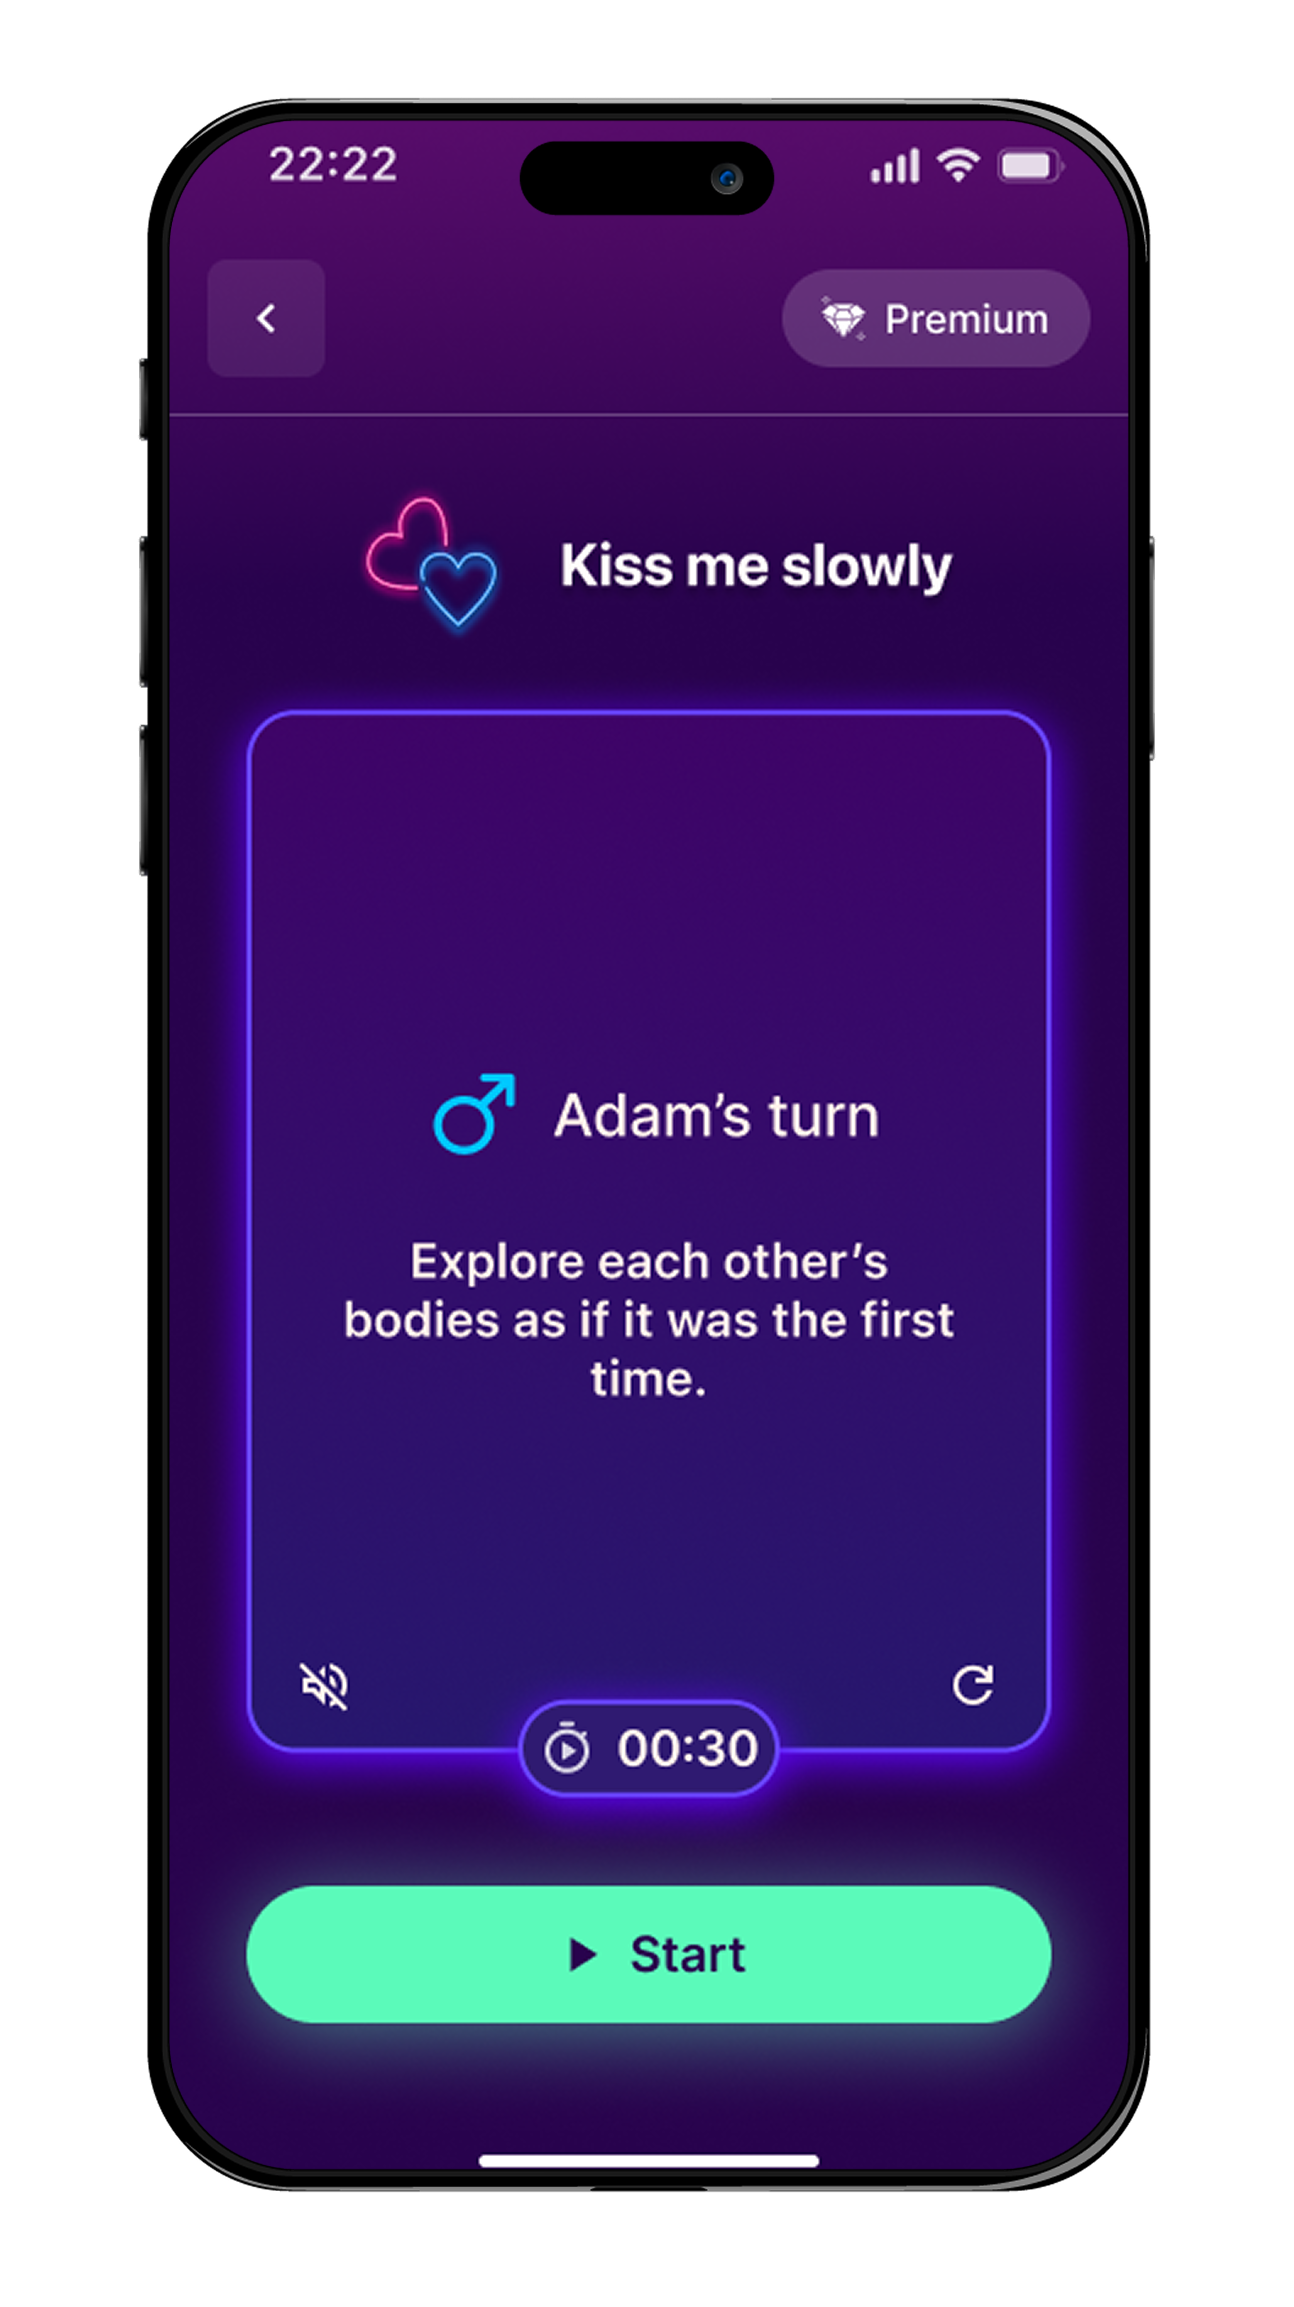 22:22
Premium
Kiss me slowly
Adam’s turn
Explore each other’s
bodies as if it was the first
time.
00:30
Start